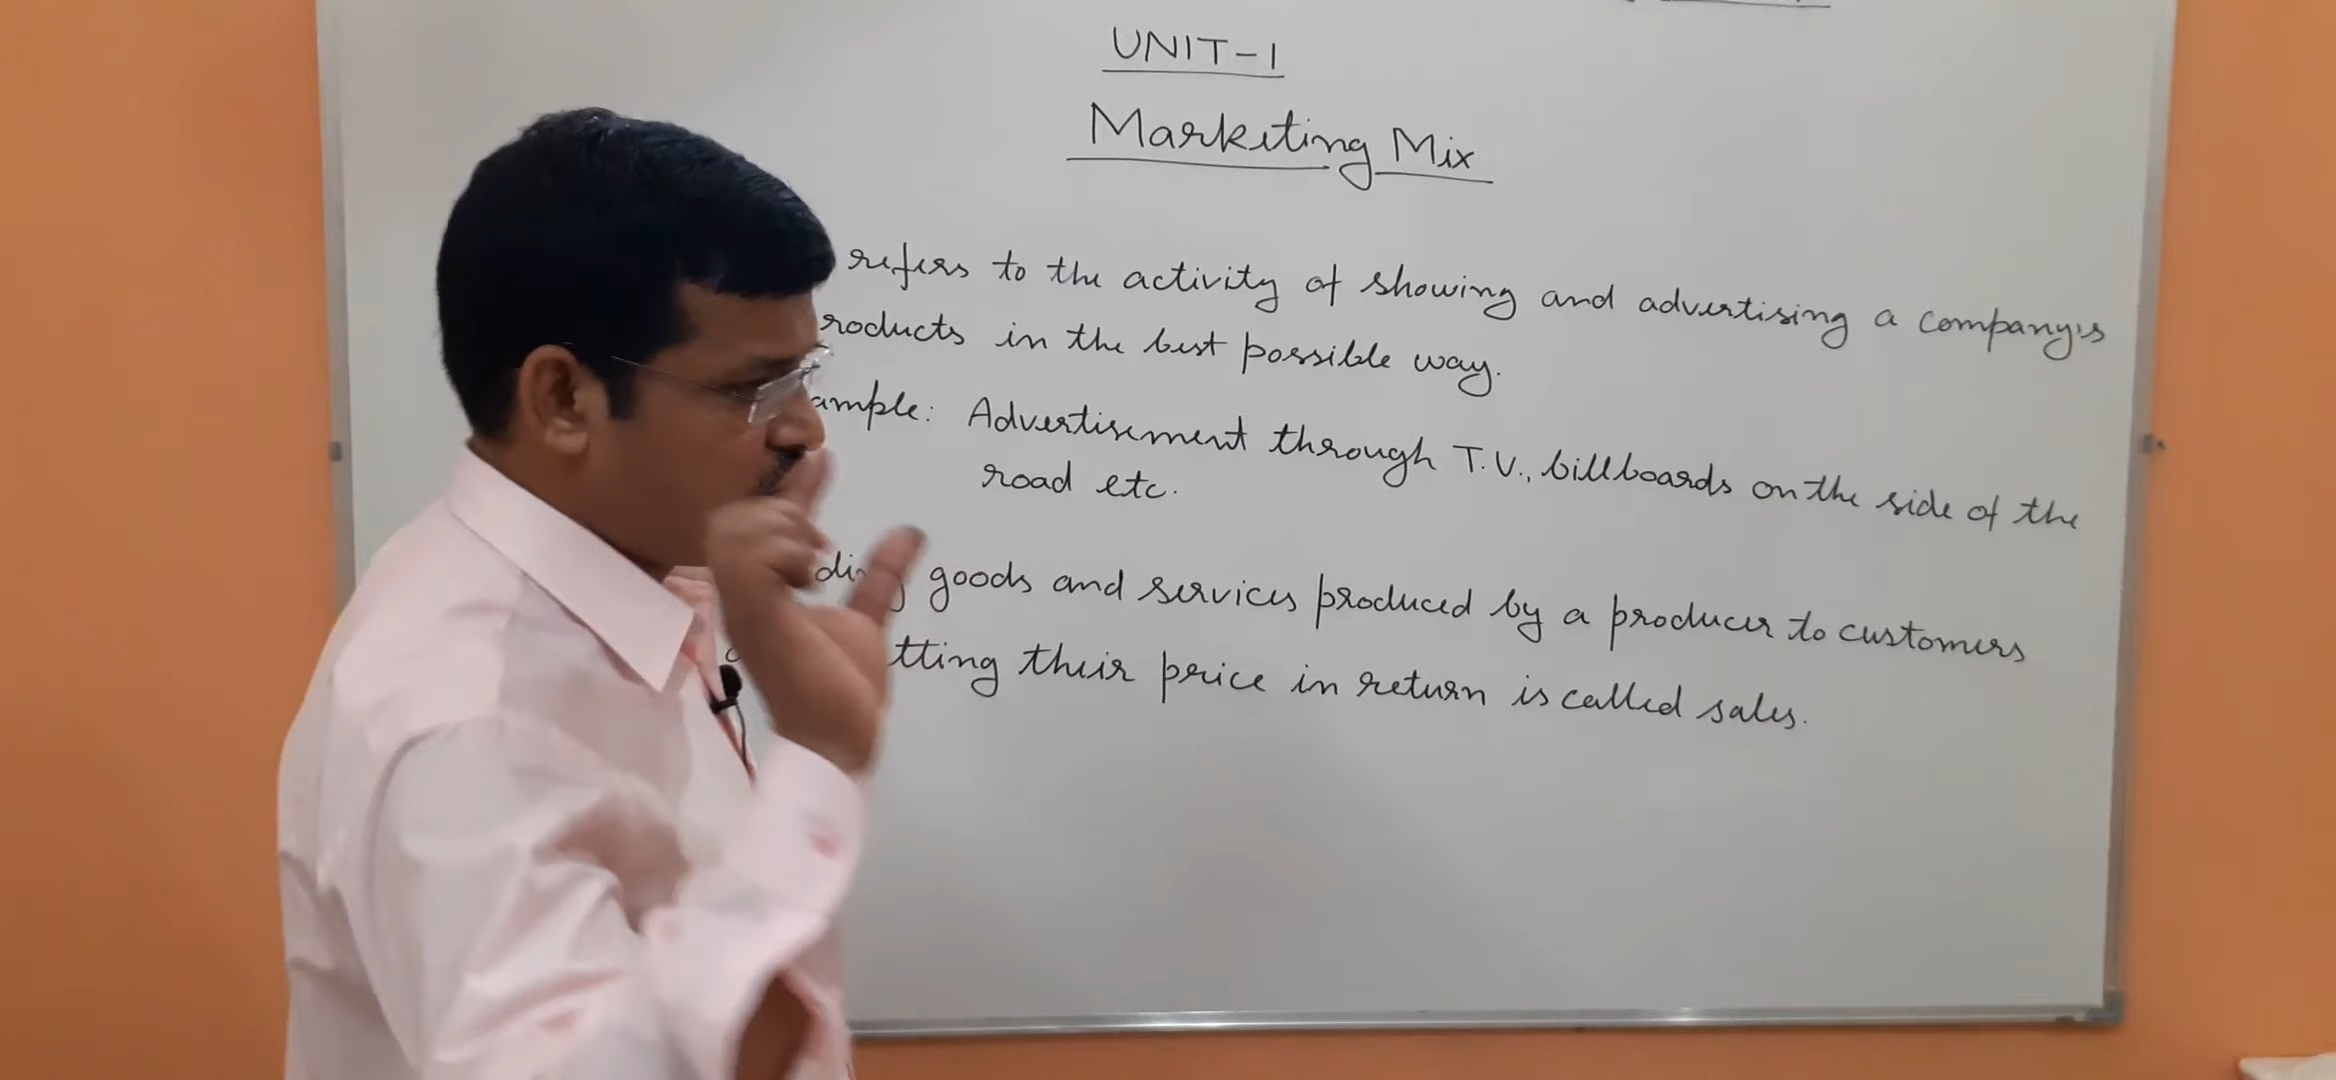 UNIT-1
Marketing Mix
refers to the activity of showing and advertising a company's
roducts in the best possible way.
ample: Advertisement through T.V., billboards on the side of the
road etc.
goods and services produced by a producer to customers
tting their price in return is called sales.